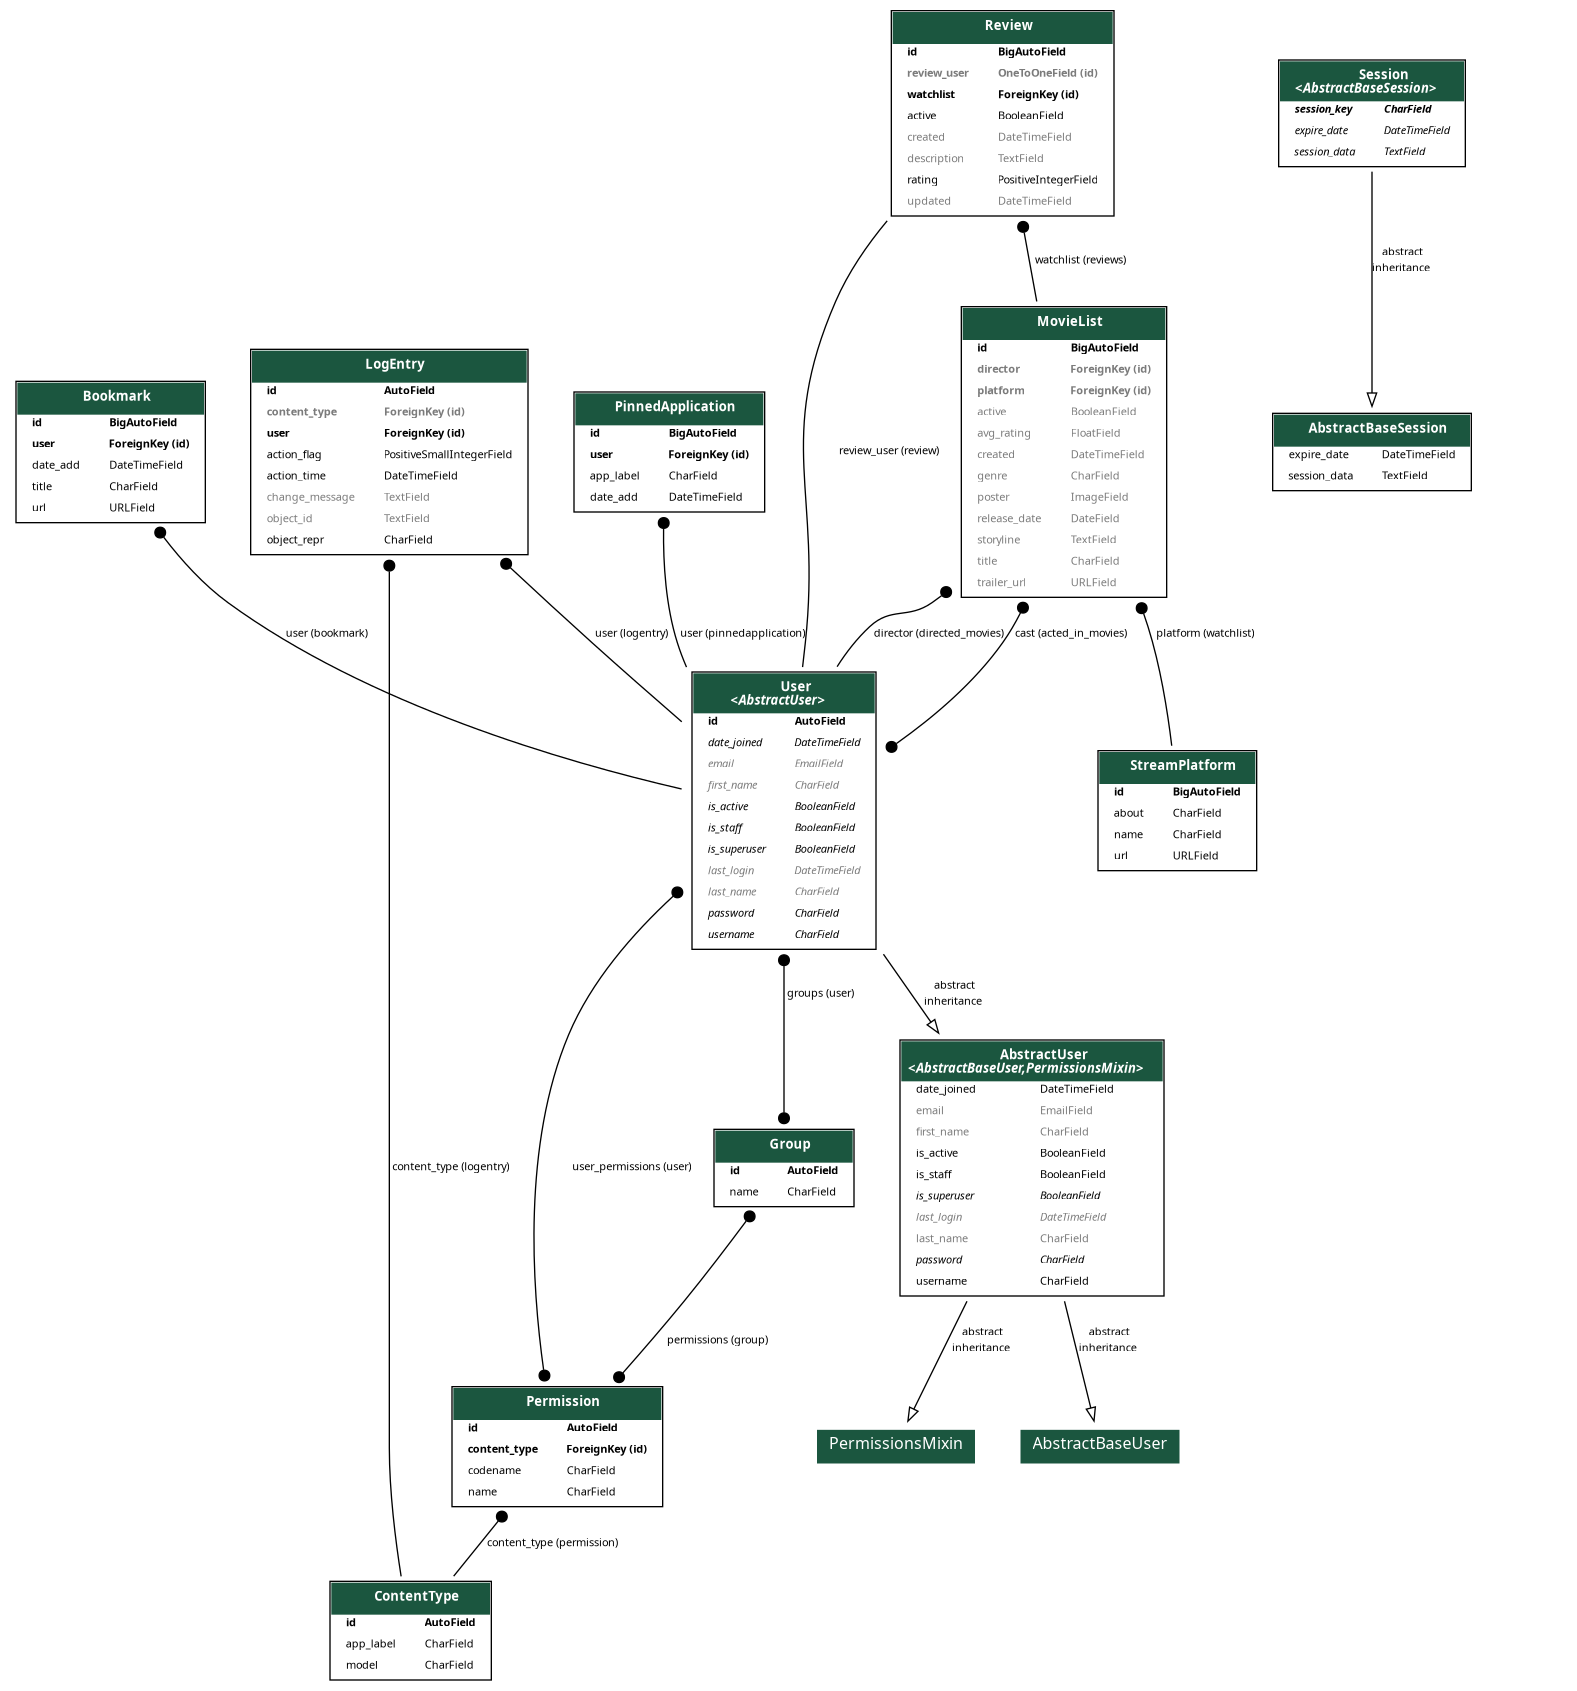 Review
id BigAutoField
review_user OneToOneField (id)
watchlist ForeignKey (id)
active BooleanField
created DateTimeField
description TextField
rating PositiveIntegerField
updated DateTimeField
Session
<AbstractBaseSession>
session_key CharField
expire_date DateTimeField
session_data TextField
abstract
inheritance
watchlist (reviews)
MovieList
id BigAutoField
director ForeignKey (id)
platform ForeignKey (id)
active BooleanField
avg_rating FloatField
created DateTimeField
genre CharField
poster ImageField
release_date DateField
storyline TextField
title CharField
trailer_url URLField
LogEntry
id AutoField
content_type ForeignKey (id)
user ForeignKey (id)
action_flag PositiveSmallIntegerField
action_time DateTimeField
change_message TextField
object_id TextField
object_repr CharField
Bookmark
id BigAutoField
user ForeignKey (id)
date_add DateTimeField
title CharField
url URLField
PinnedApplication
id BigAutoField
user ForeignKey (id)
app_label CharField
date_add DateTimeField
review_user (review)
AbstractBaseSession
expire_date DateTimeField
session_data TextField
user (bookmark)
user (logentry)
user (pinnedapplication)
director (directed_movies)
cast (acted_in_movies)
platform (watchlist)
User
<AbstractUser>
id AutoField
date_joined DateTimeField
email EmailField
first_name CharField
is_active BooleanField
is_staff BooleanField
is_superuser BooleanField
last_login DateTimeField
last_name CharField
password CharField
username CharField
StreamPlatform
id BigAutoField
about CharField
name CharField
url URLField
groups (user)
abstract
inheritance
AbstractUser
<AbstractBaseUser,PermissionsMixin>
date_joined DateTimeField
email EmailField
first_name CharField
is_active BooleanField
is_staff BooleanField
is_superuser BooleanField
last_login DateTimeField
last_name CharField
password CharField
username CharField
content_type (logentry)
user_permissions (user)
Group
id AutoField
name CharField
permissions (group)
abstract
inheritance
abstract
inheritance
Permission
id AutoField
content_type ForeignKey (id)
codename CharField
name CharField
PermissionsMixin
AbstractBaseUser
content_type (permission)
ContentType
id AutoField
app_label CharField
model CharField